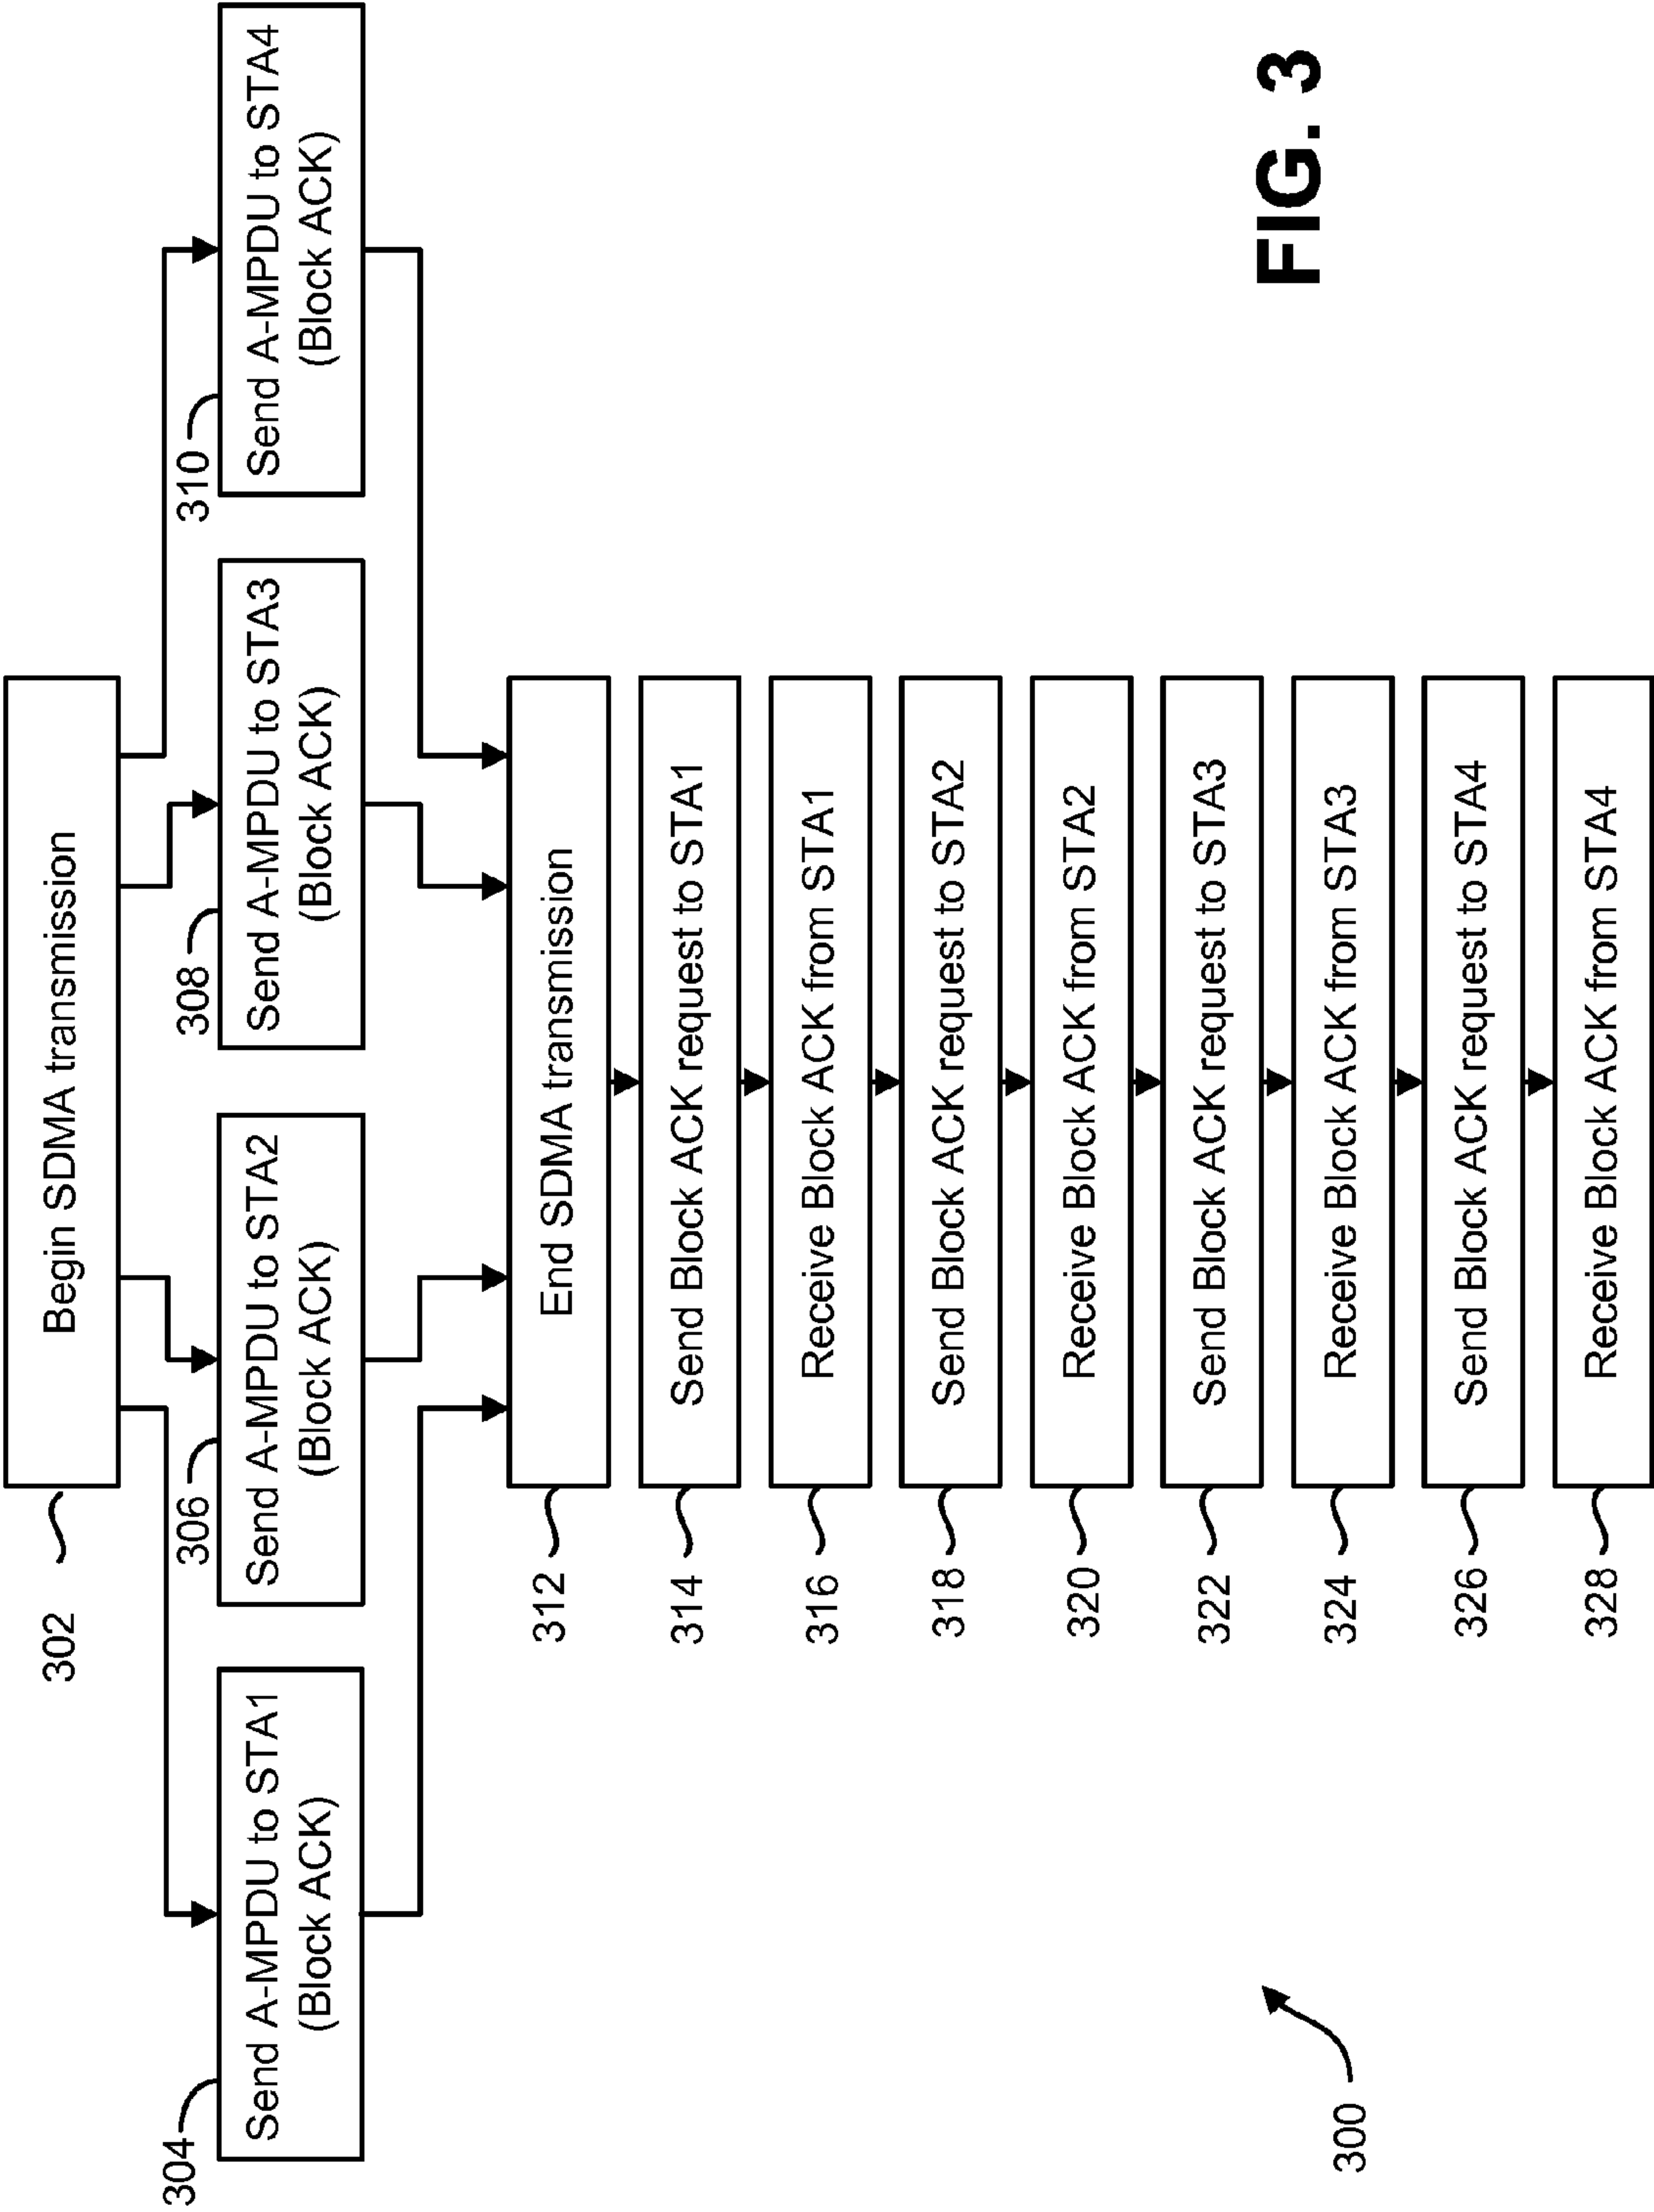 302
Begin SDMA transmission
304
Send A-MPDU to STA1
(Block ACK)
306
Send A-MPDU to STA2
(Block ACK)
308
Send A-MPDU to STA3
(Block ACK)
310
Send A-MPDU to STA4
(Block ACK)
312
End SDMA transmission
314
Send Block ACK request to STA1
316
Receive Block ACK from STA1
318
Send Block ACK request to STA2
320
Receive Block ACK from STA2
322
Send Block ACK request to STA3
324
Receive Block ACK from STA3
326
Send Block ACK request to STA4
328
Receive Block ACK from STA4
300
FIG. 3